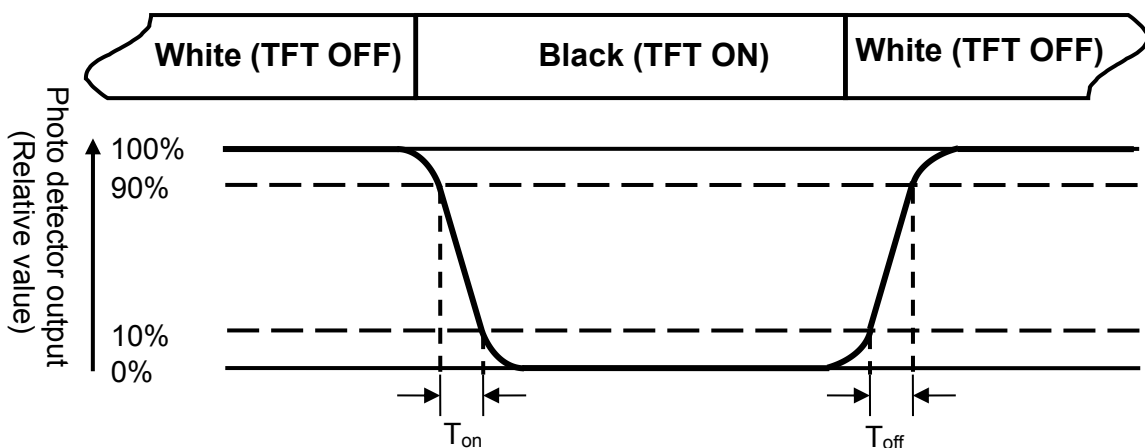 White (TFT OFF) Black (TFT ON) White (TFT OFF)
Photo detector output
(Relative value)
100%
90%
10%
0%
Ton Toff